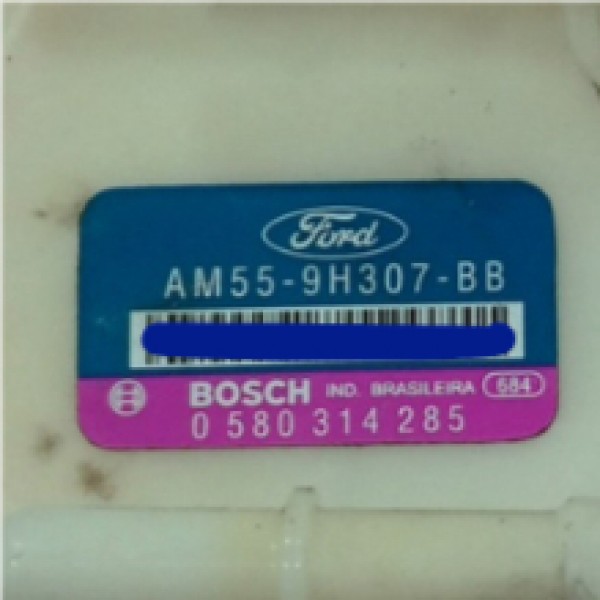 Ford
AM55-9H307-BB
BOSCH IND. BRASILEIRA 684
0 580 314 285